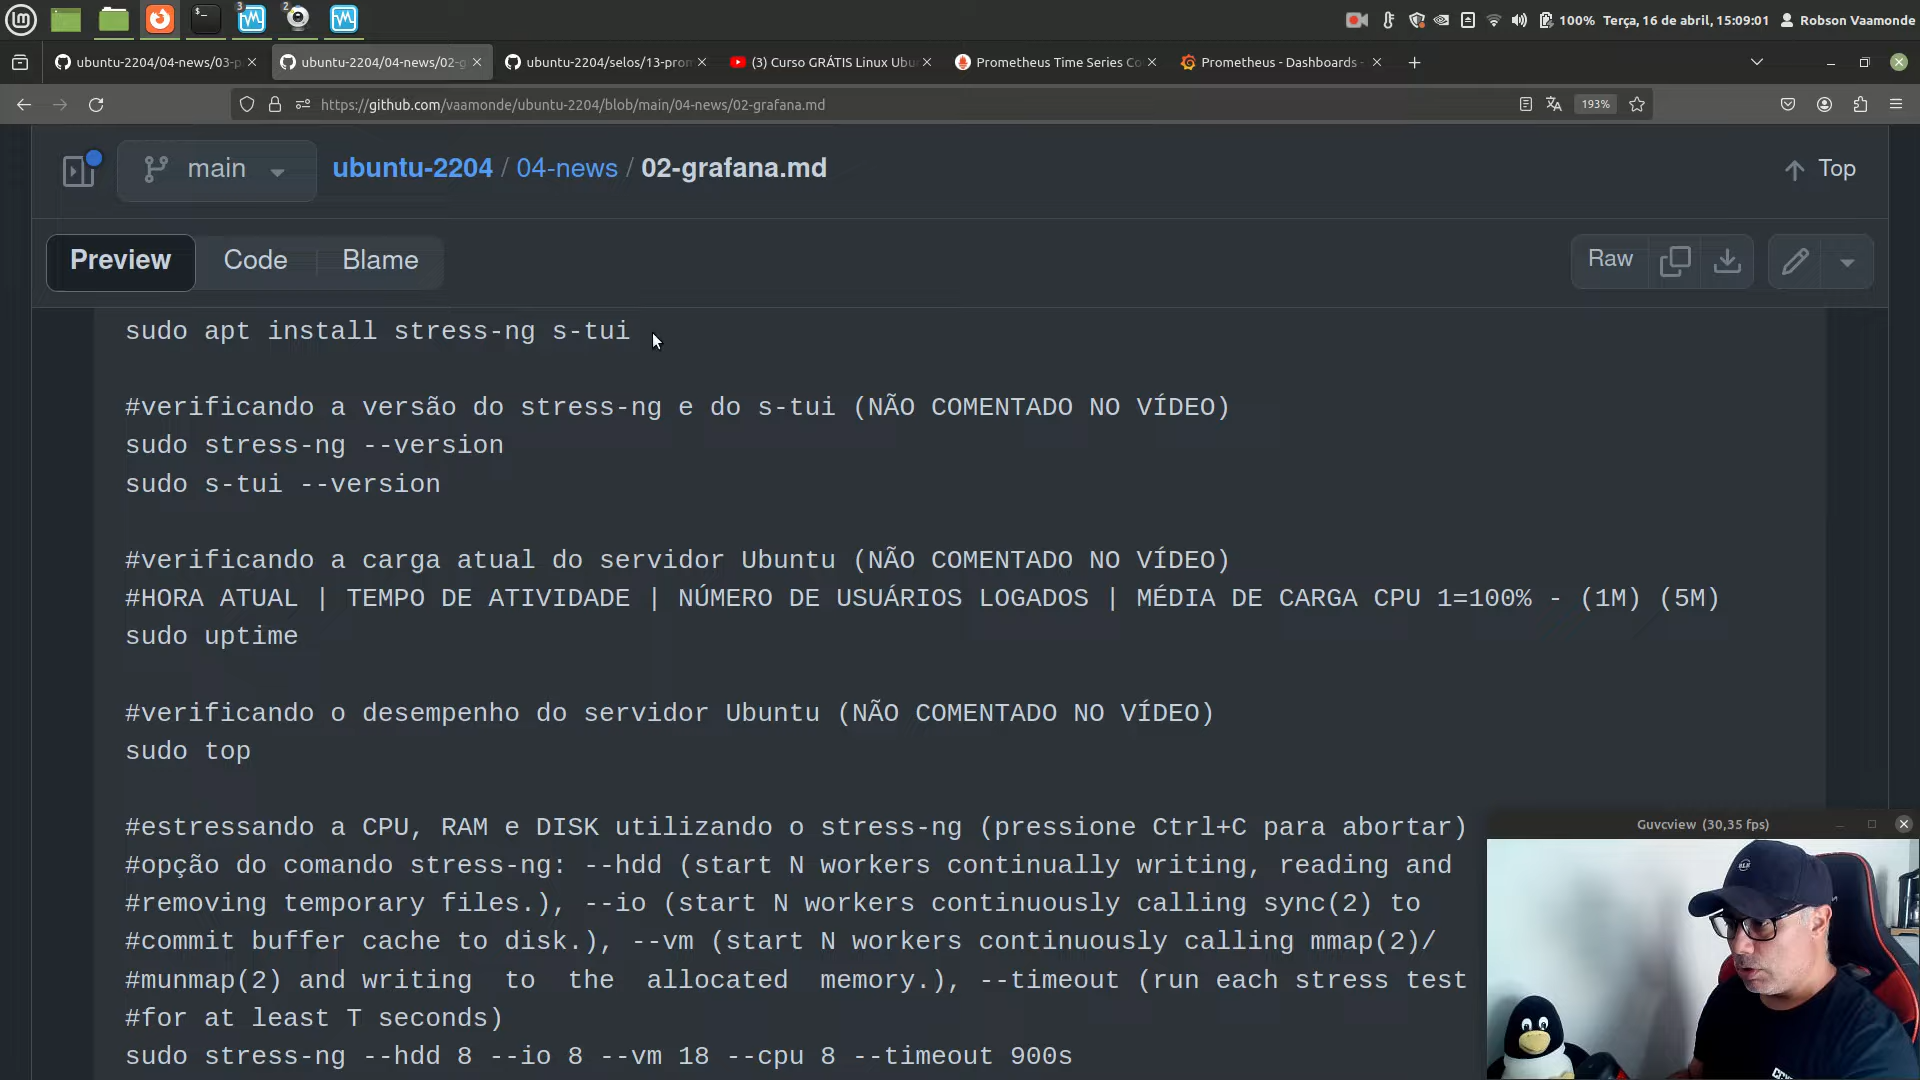 3
2
100%
Terça, 16 de abril, 15:09:01
Robson Vaamonde
ubuntu-2204/04-news/03-p
ubuntu-2204/04-news/02-g
ubuntu-2204/selos/13-pron
(3) Curso GRÁTIS Linux Ubu
Prometheus Time Series Co
Prometheus - Dashboards -
https://github.com/vaamonde/ubuntu-2204/blob/main/04-news/02-grafana.md
193%
main
ubuntu-2204 / 04-news / 02-grafana.md
Top
Preview
Code
Blame
Raw
sudo apt install stress-ng s-tui
#verificando a versão do stress-ng e do s-tui (NÃO COMENTADO NO VÍDEO)
sudo stress-ng --version
sudo s-tui --version
#verificando a carga atual do servidor Ubuntu (NÃO COMENTADO NO VÍDEO)
#HORA ATUAL | TEMPO DE ATIVIDADE | NÚMERO DE USUÁRIOS LOGADOS | MÉDIA DE CARGA CPU 1=100% - (1M) (5M)
sudo uptime
#verificando o desempenho do servidor Ubuntu (NÃO COMENTADO NO VÍDEO)
sudo top
#estressando a CPU, RAM e DISK utilizando o stress-ng (pressione Ctrl+C para abortar)
#opção do comando stress-ng: --hdd (start N workers continually writing, reading and
#removing temporary files.), --io (start N workers continuously calling sync(2) to
#commit buffer cache to disk.), --vm (start N workers continuously calling mmap(2)/
#munmap(2) and writing to the allocated memory.), --timeout (run each stress test
#for at least T seconds)
sudo stress-ng --hdd 8 --io 8 --vm 18 --cpu 8 --timeout 900s
Guvcview (30,35 fps)